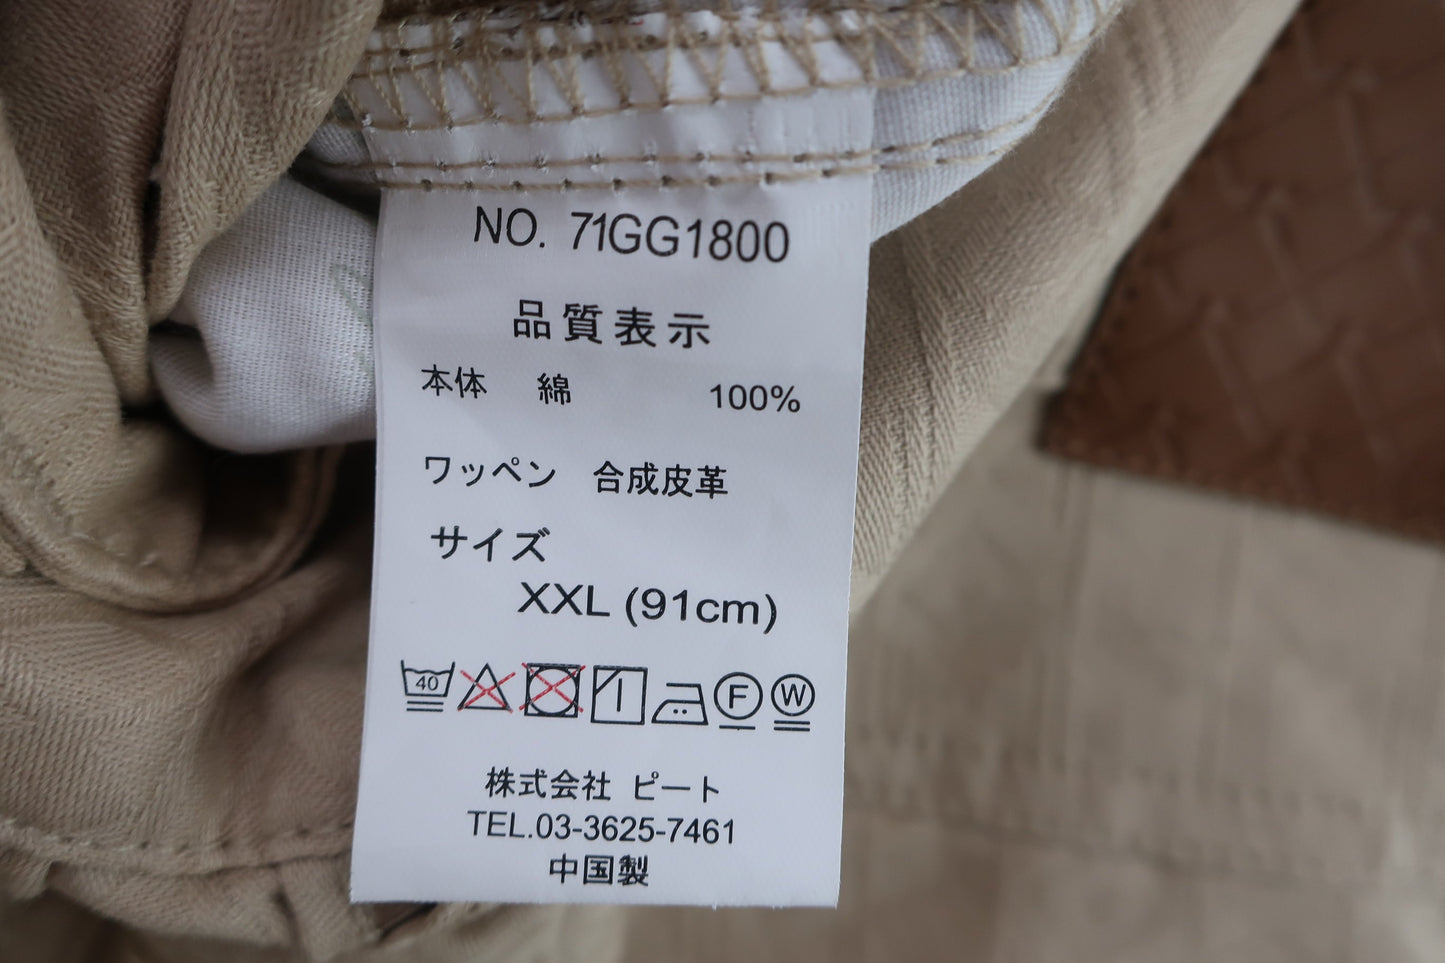 NO. 71GG1800
品質表示
本体 綿 100%
ワッペン 合成皮革
サイズ
XXL (91cm)
40 F W
株式会社 ピート
TEL.03-3625-7461
中国製